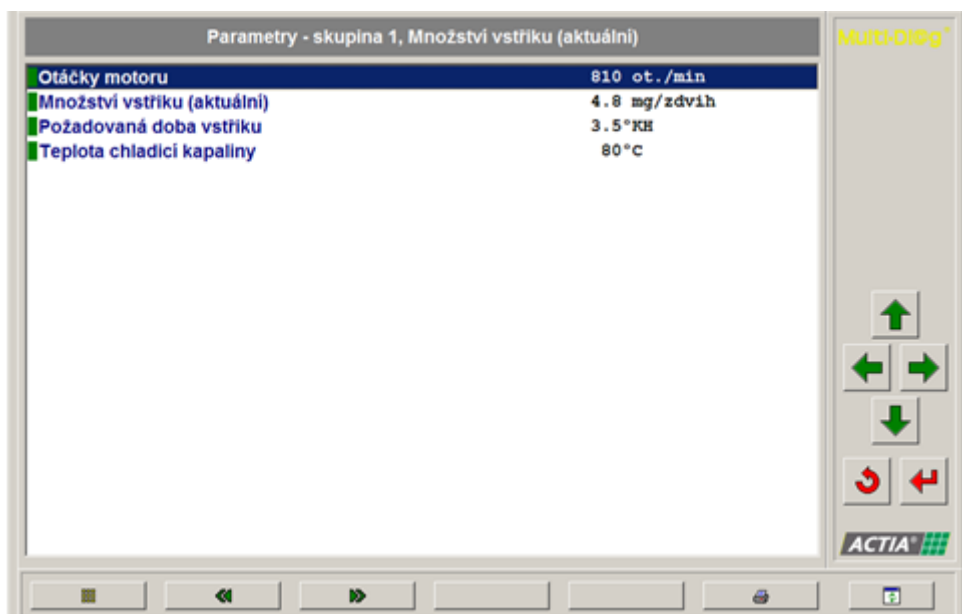 Parametry - skupina 1, Množství vstřiku (aktuální)
Multi-DI@g
Otáčky motoru 810 ot./min
Množství vstřiku (aktuální) 4.8 mg/zdvih
Požadovaná doba vstřiku 3.5°KH
Teplota chladicí kapaliny 80°C
ACTIA®